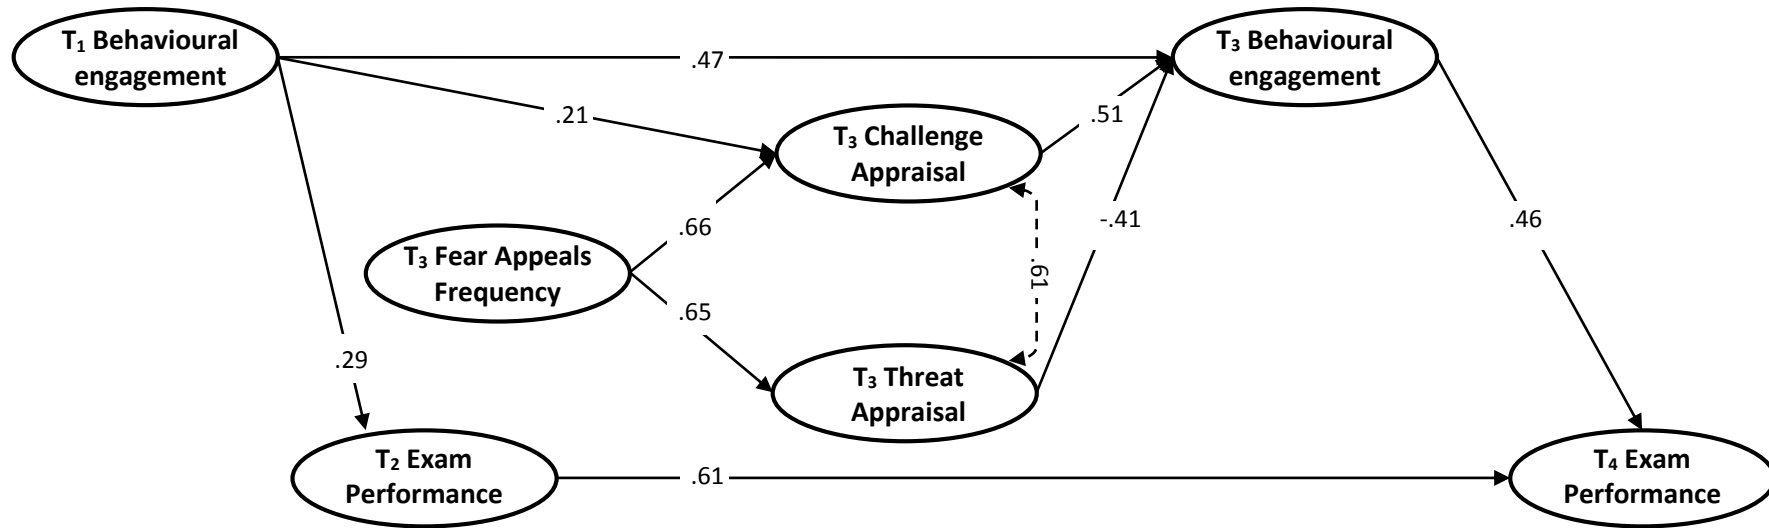 T₁ Behavioural
engagement
T₃ Behavioural
engagement
.47
.21
.51
T₃ Challenge
Appraisal
.66
-.41
.46
T₃ Fear Appeals
Frequency
.61
.65
.29
T₃ Threat
Appraisal
T₂ Exam
Performance
.61
T₄ Exam
Performance